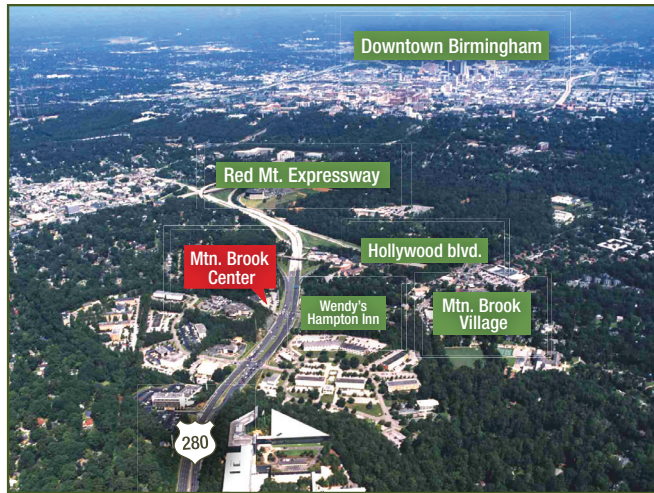 Downtown Birmingham
Red Mt. Expressway
Hollywood blvd.
Mtn. Brook
Center
Wendy's
Hampton Inn
Mtn. Brook
Village
280